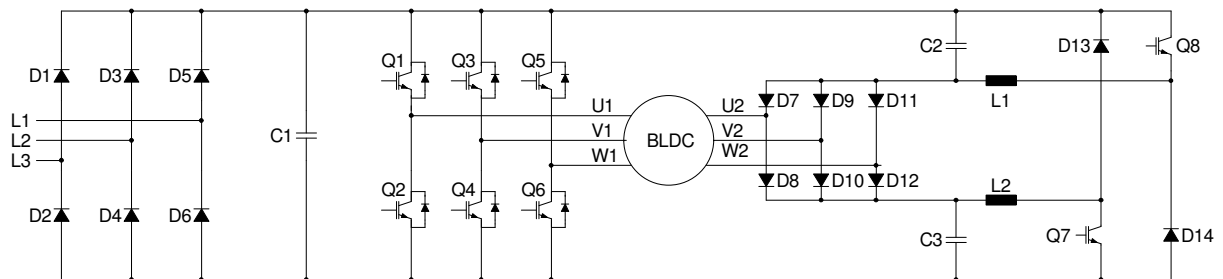 Q1 Q3 Q5 C2 D13 Q8
D1 D3 D5
D7 D9 D11 L1
L1 U1 U2
L2 C1 V1 BLDC V2
L3 W1 W2
D8 D10 D12 L2
Q2 Q4 Q6
D2 D4 D6 C3 Q7 D14